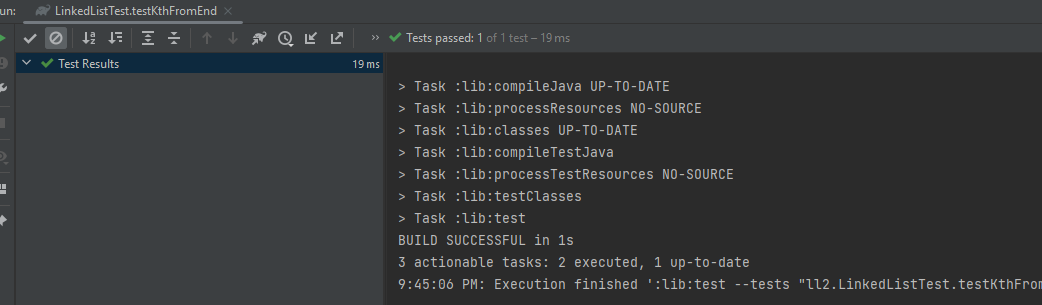 un:
LinkedListTest.testKthFromEnd
Tests passed: 1 of 1 test – 19 ms
Test Results
19 ms
> Task :lib:compileJava UP-TO-DATE
> Task :lib:processResources NO-SOURCE
> Task :lib:classes UP-TO-DATE
> Task :lib:compileTestJava
> Task :lib:processTestResources NO-SOURCE
> Task :lib:testClasses
> Task :lib:test
BUILD SUCCESSFUL in 1s
3 actionable tasks: 2 executed, 1 up-to-date
9:45:06 PM: Execution finished ':lib:test --tests "ll2.LinkedListTest.testKthFrom